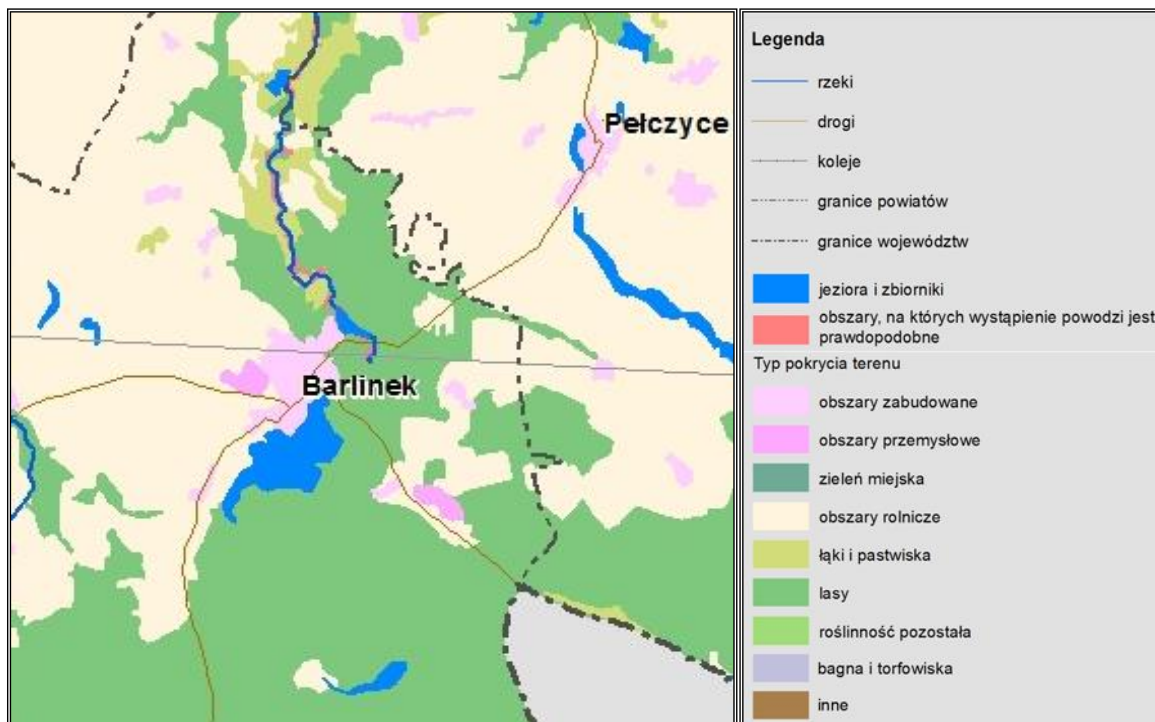 Pełczyce
Barlinek
Legenda
rzeki
drogi
koleje
granice powiatów
granice województw
jeziora i zbiorniki
obszary, na których wystąpienie powodzi jest
prawdopodobne
Typ pokrycia terenu
obszary zabudowane
obszary przemysłowe
zieleń miejska
obszary rolnicze
łąki i pastwiska
lasy
roślinność pozostała
bagna i torfowiska
inne